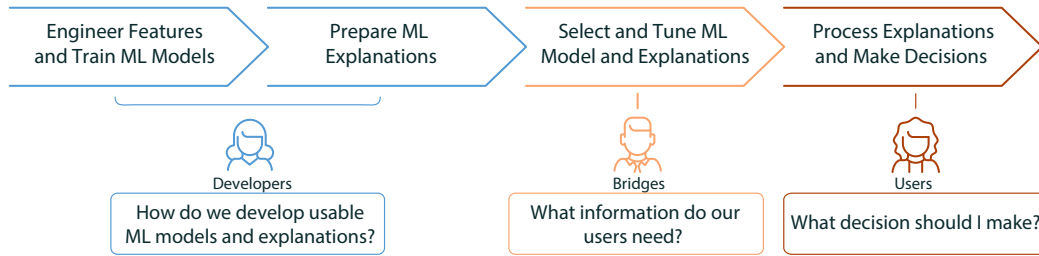 Engineer Features
and Train ML Models
Prepare ML
Explanations
Select and Tune ML
Model and Explanations
Process Explanations
and Make Decisions
Developers
Bridges
Users
How do we develop usable
ML models and explanations?
What information do our
users need?
What decision should I make?